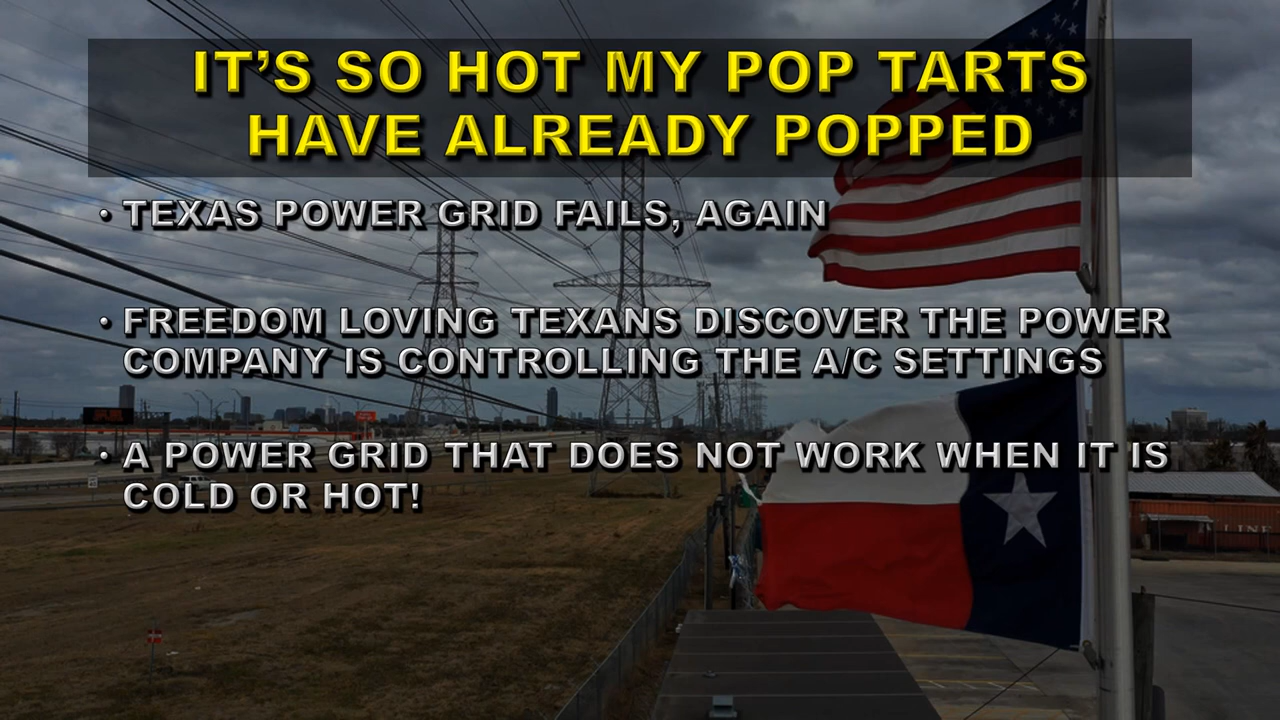 IT'S SO HOT MY POP TARTS
HAVE ALREADY POPPED
• TEXAS POWER GRID FAILS, AGAIN
• FREEDOM LOVING TEXANS DISCOVER THE POWER
COMPANY IS CONTROLLING THE A/C SETTINGS
• A POWER GRID THAT DOES NOT WORK WHEN IT IS
COLD OR HOT!
LINE